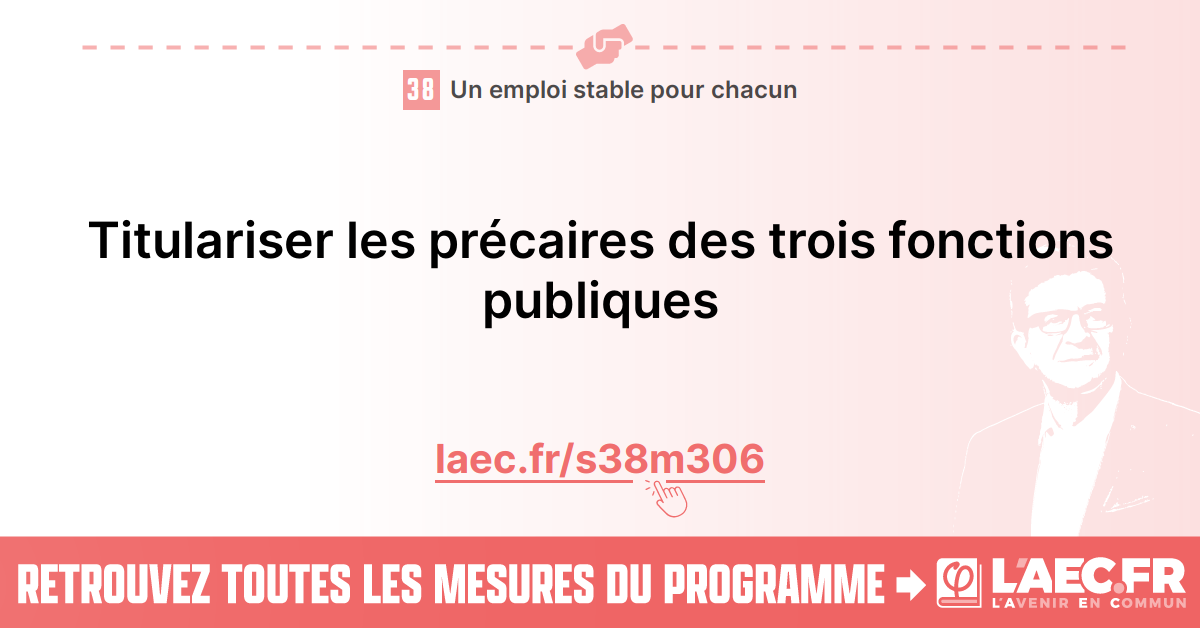 38 Un emploi stable pour chacun
Titulariser les précaires des trois fonctions
publiques
laec.fr/s38m306
RETROUVEZ TOUTES LES MESURES DU PROGRAMME
L'AEC.FR
L'AVENIR EN COMMUN